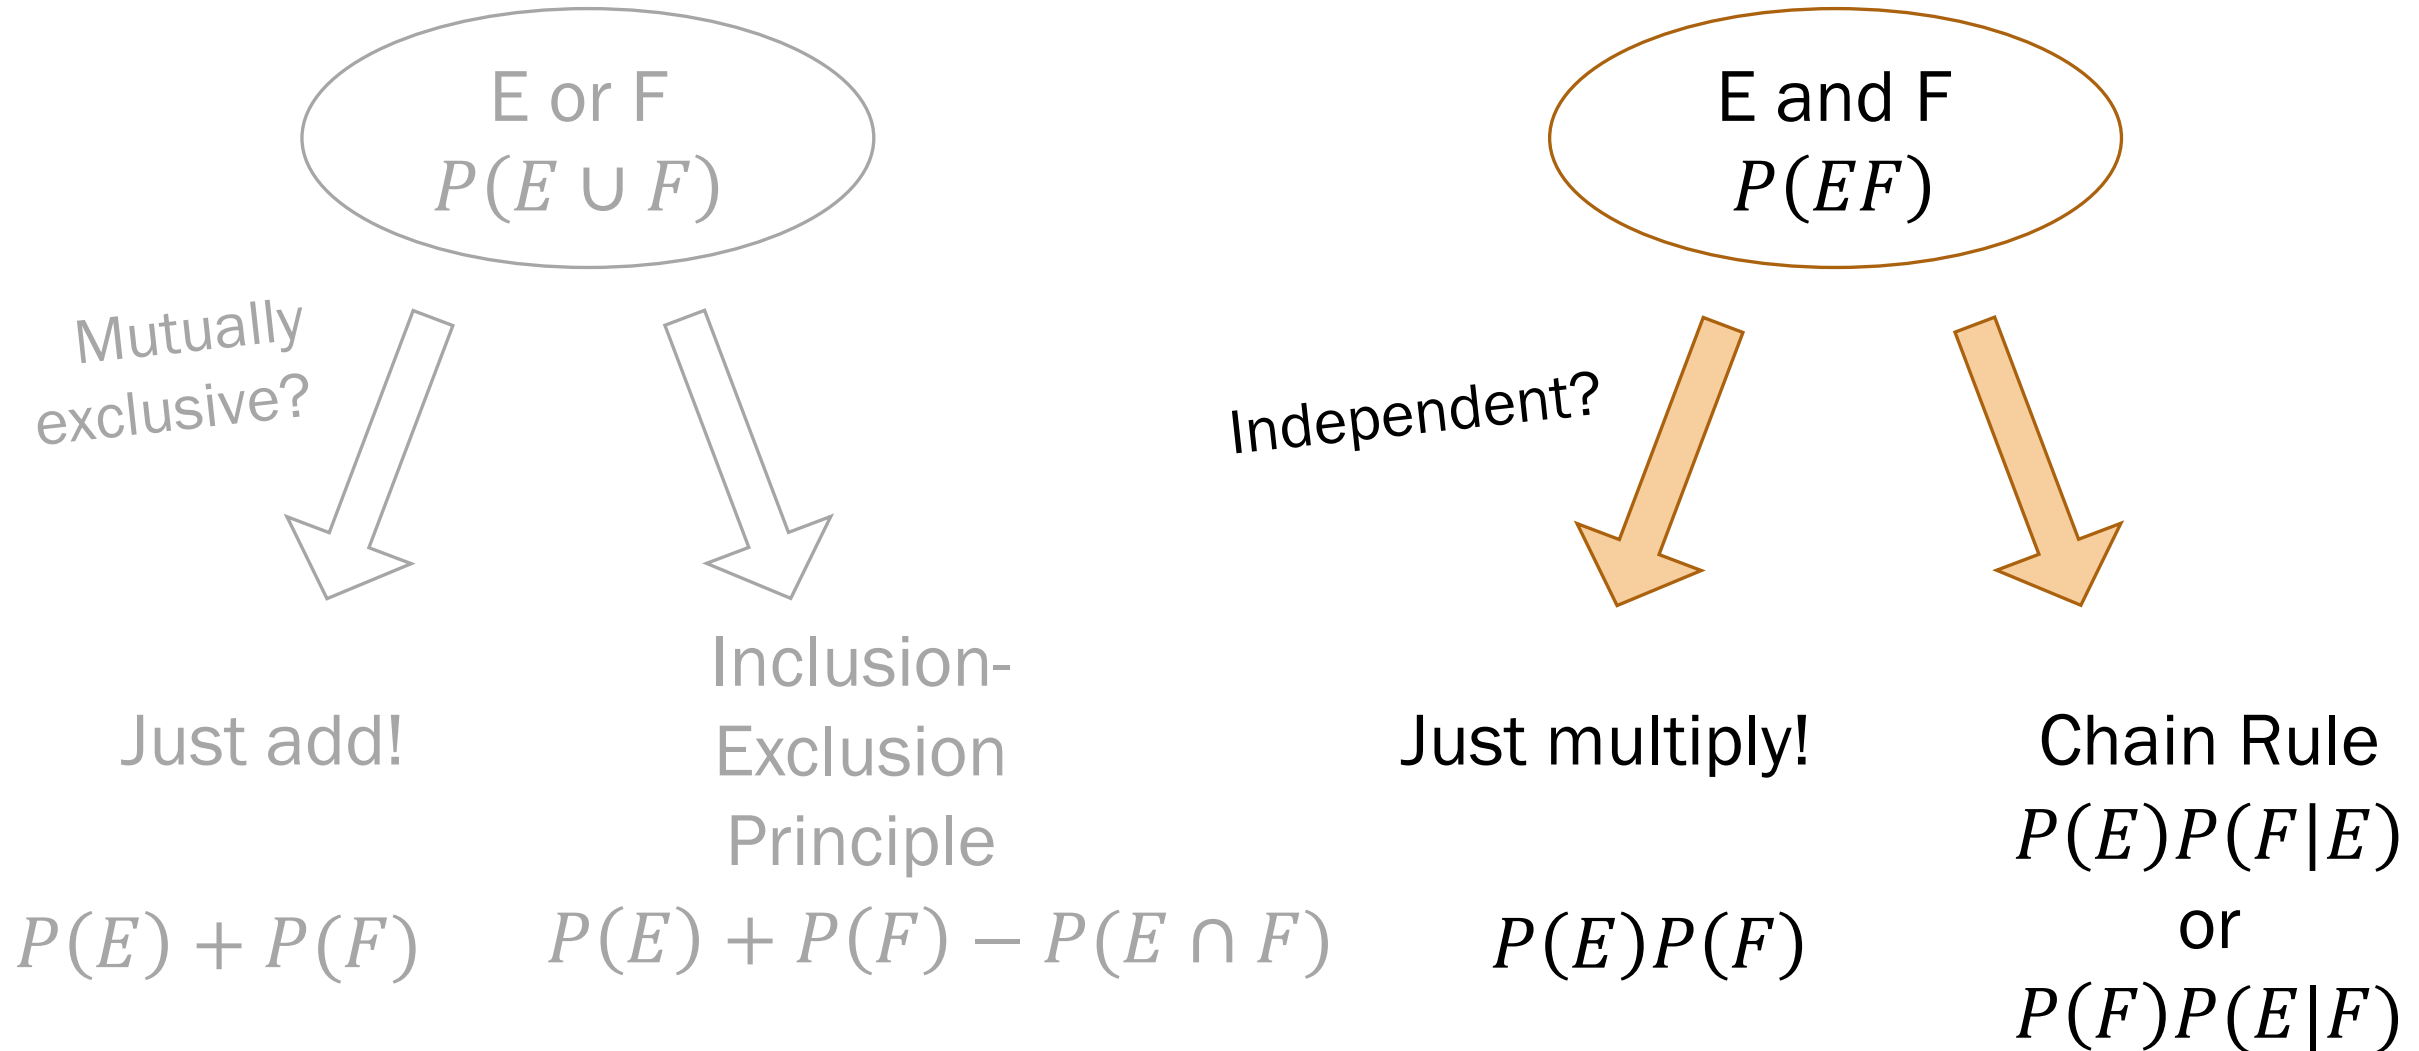 E or F
P(E ∪ F)
Mutually
exclusive?
Just add!
P(E) + P(F)
Inclusion-
Exclusion
Principle
P(E) + P(F) − P(E ∩ F)
E and F
P(EF)
Independent?
Just multiply!
P(E)P(F)
Chain Rule
P(E)P(F|E)
or
P(F)P(E|F)